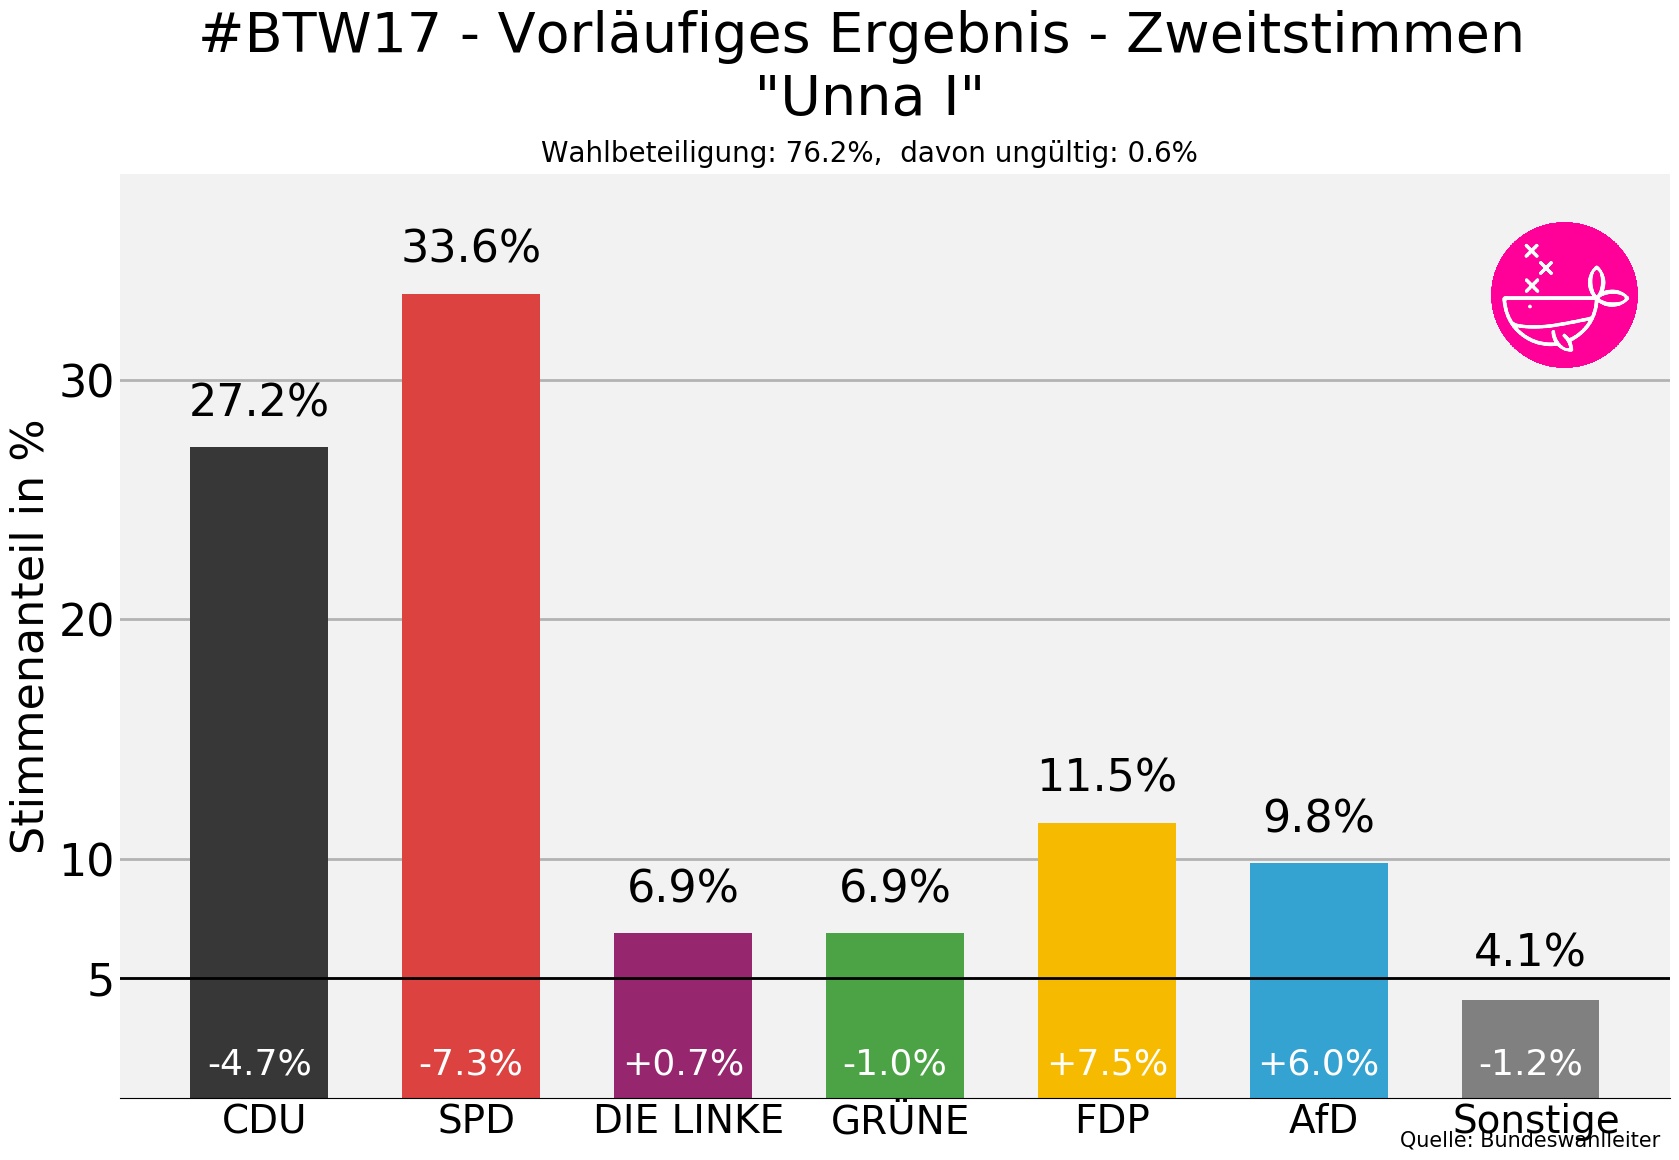 #BTW17 - Vorläufiges Ergebnis - Zweitstimmen
"Unna I"
Wahlbeteiligung: 76.2%, davon ungültig: 0.6%
Stimmenanteil in %
30
20
10
5
27.2%
33.6%
6.9%
6.9%
11.5%
9.8%
4.1%
-4.7%
-7.3%
+0.7%
-1.0%
+7.5%
+6.0%
-1.2%
CDU
SPD
DIE LINKE
GRÜNE
FDP
AfD
Sonstige
Quelle: Bundeswahlleiter